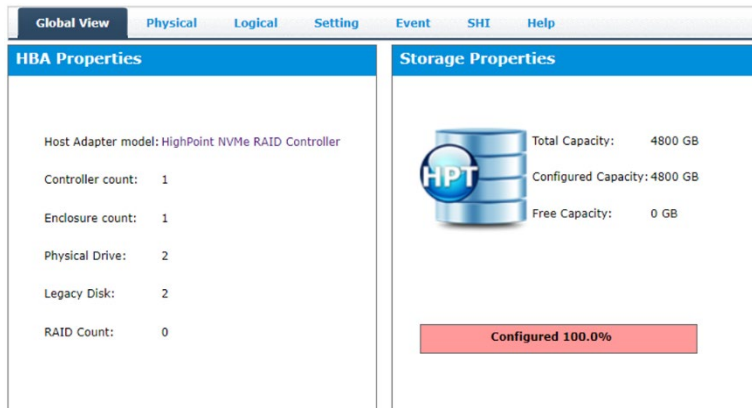 Global View Physical Logical Setting Event SHI Help
HBA Properties
Host Adapter model: HighPoint NVMe RAID Controller
Controller count: 1
Enclosure count: 1
Physical Drive: 2
Legacy Disk: 2
RAID Count: 0
Storage Properties
HPT
Total Capacity: 4800 GB
Configured Capacity: 4800 GB
Free Capacity: 0 GB
Configured 100.0%